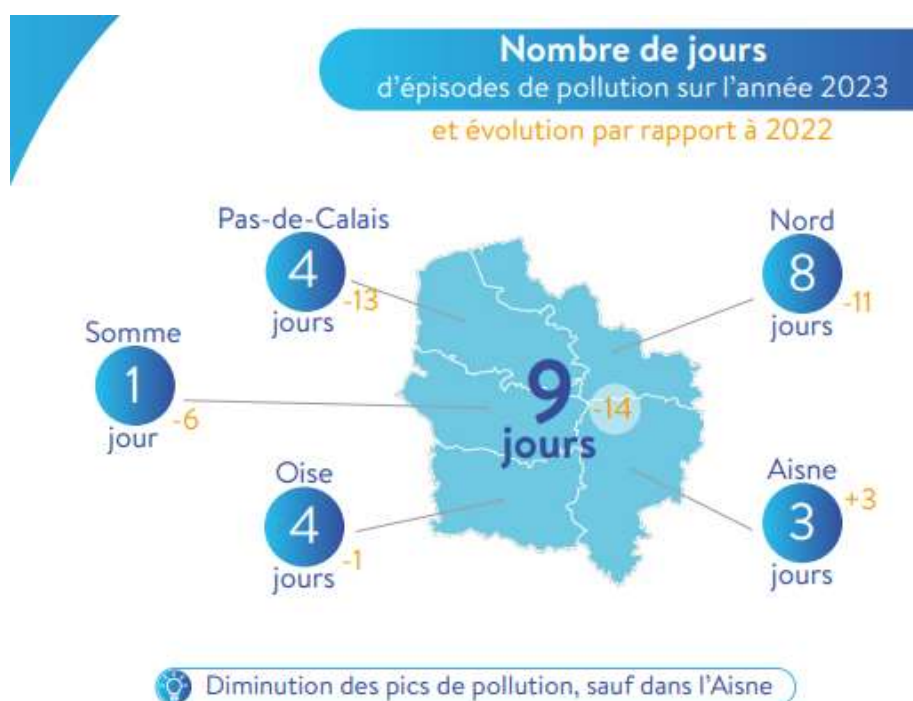 Nombre de jours
d'épisodes de pollution sur l'année 2023
et évolution par rapport à 2022
Pas-de-Calais
4
-13
jours
Nord
8
-11
jours
Somme
1
-6
jour
9
-14
jours
Oise
4
-1
jours
Aisne
+3
3
jours
Diminution des pics de pollution, sauf dans l'Aisne